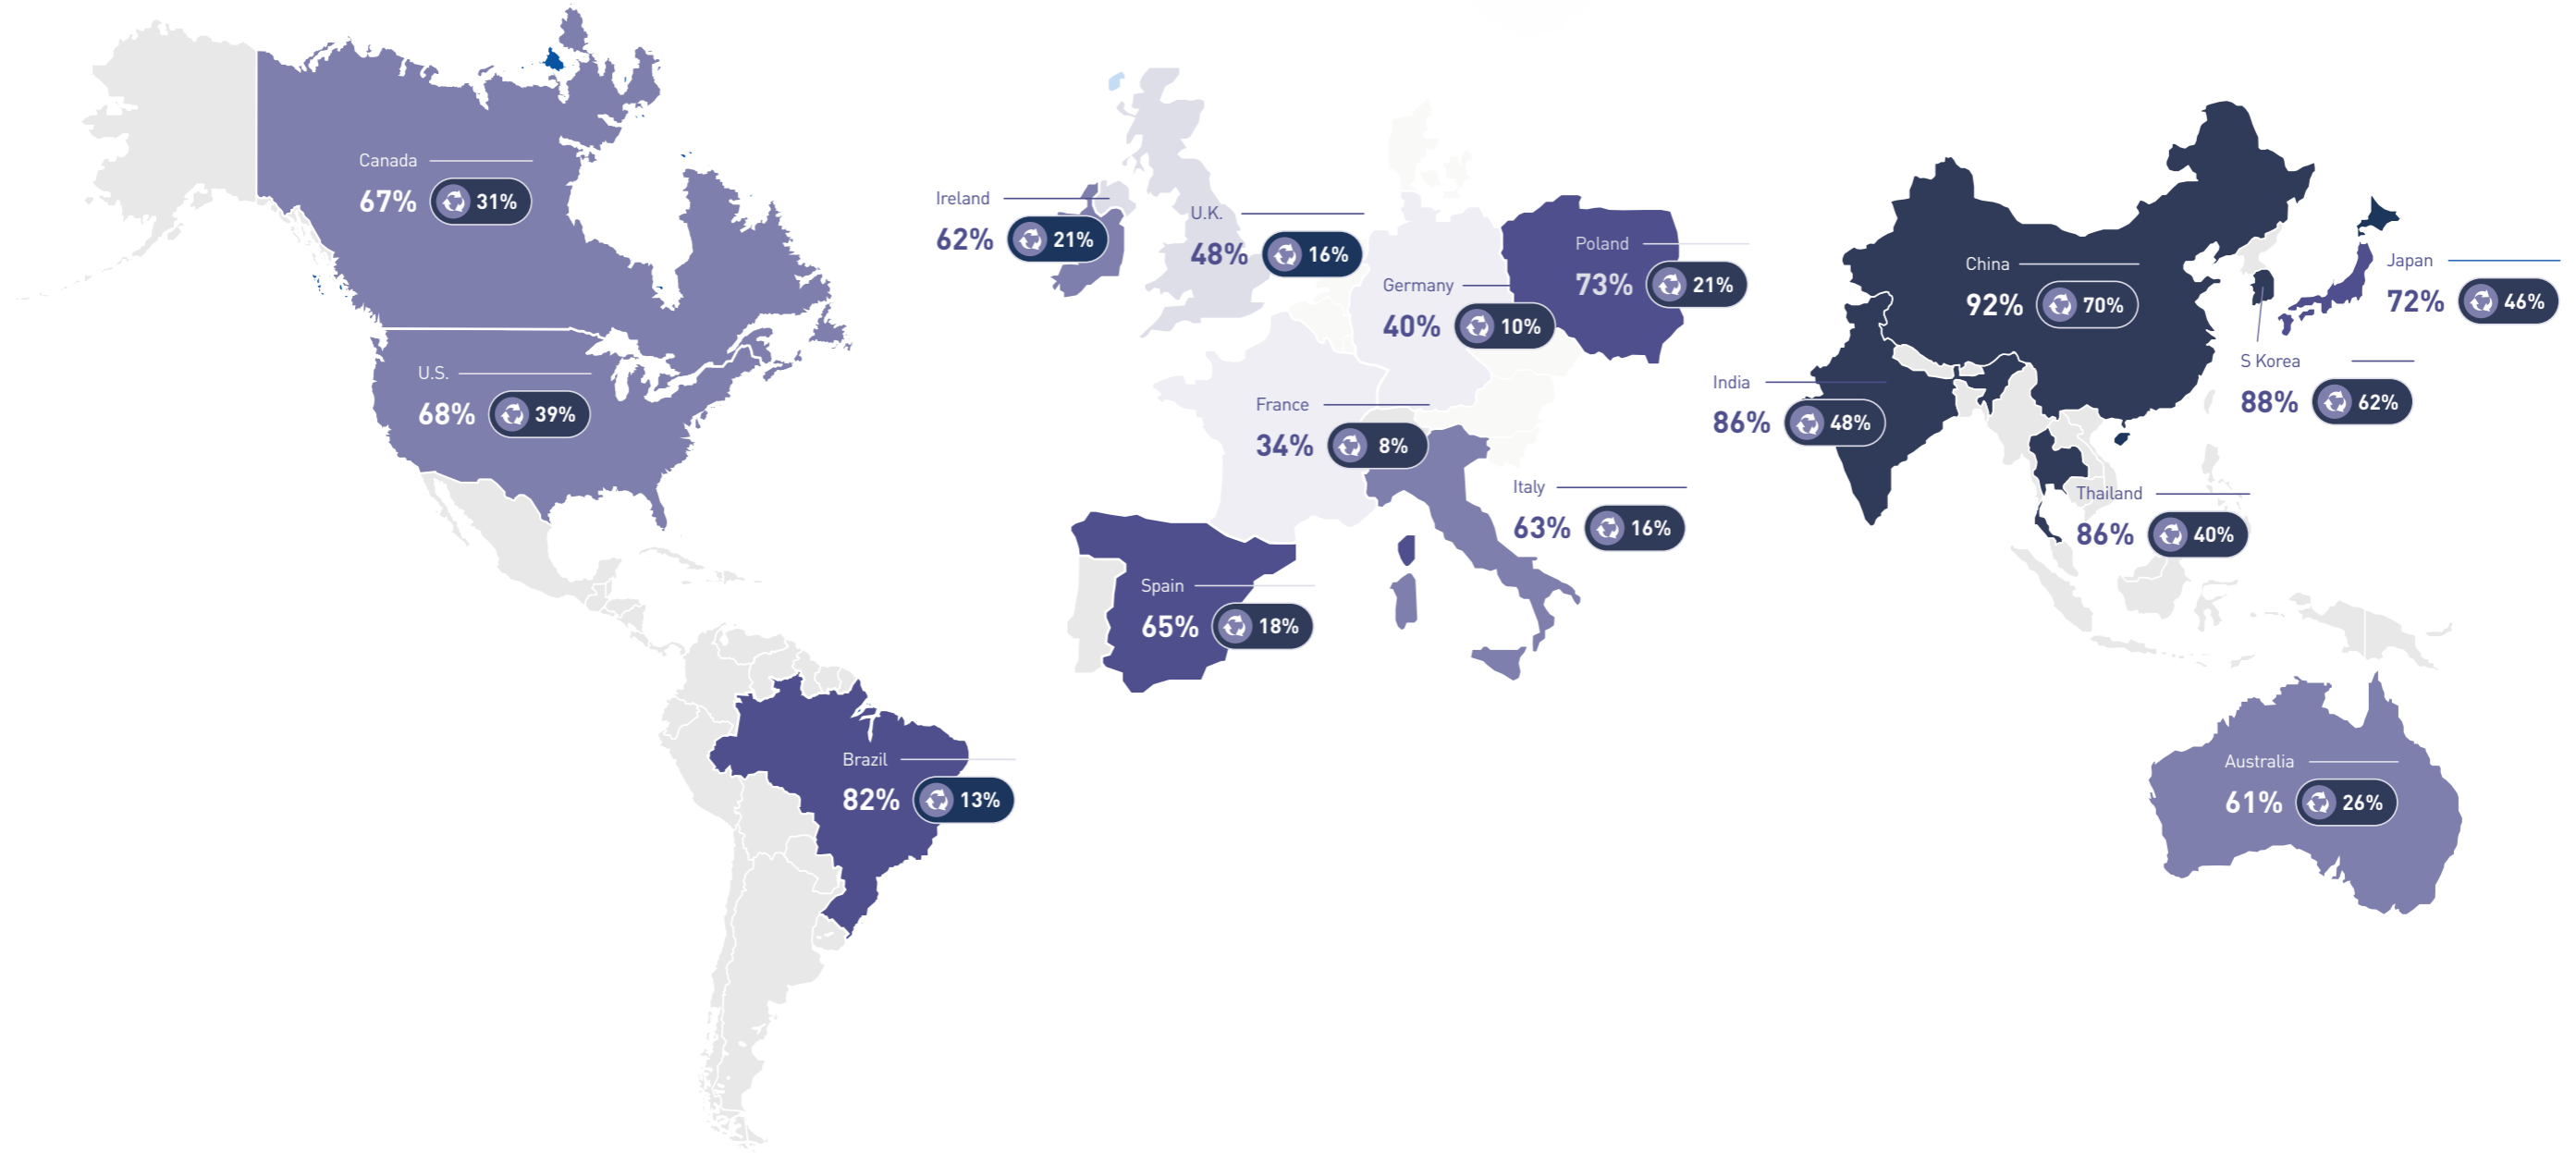 Canada
67% 31%
U.S.
68% 39%
Brazil
82% 13%
Ireland
62% 21%
U.K.
48% 16%
Germany
40% 10%
Poland
73% 21%
France
34% 8%
Italy
63% 16%
Spain
65% 18%
China
92% 70%
Japan
72% 46%
S Korea
88% 62%
India
86% 48%
Thailand
86% 40%
Australia
61% 26%